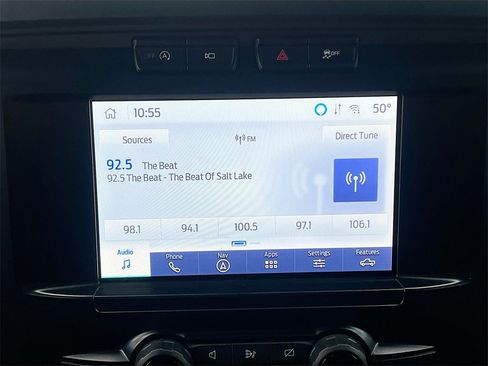 OFF A OFF
10:55 50°
Sources FM Direct Tune
92.5 The Beat
92.5 The Beat - The Beat Of Salt Lake
98.1 94.1 100.5 97.1 106.1
Audio Phone Nav Apps Settings Features